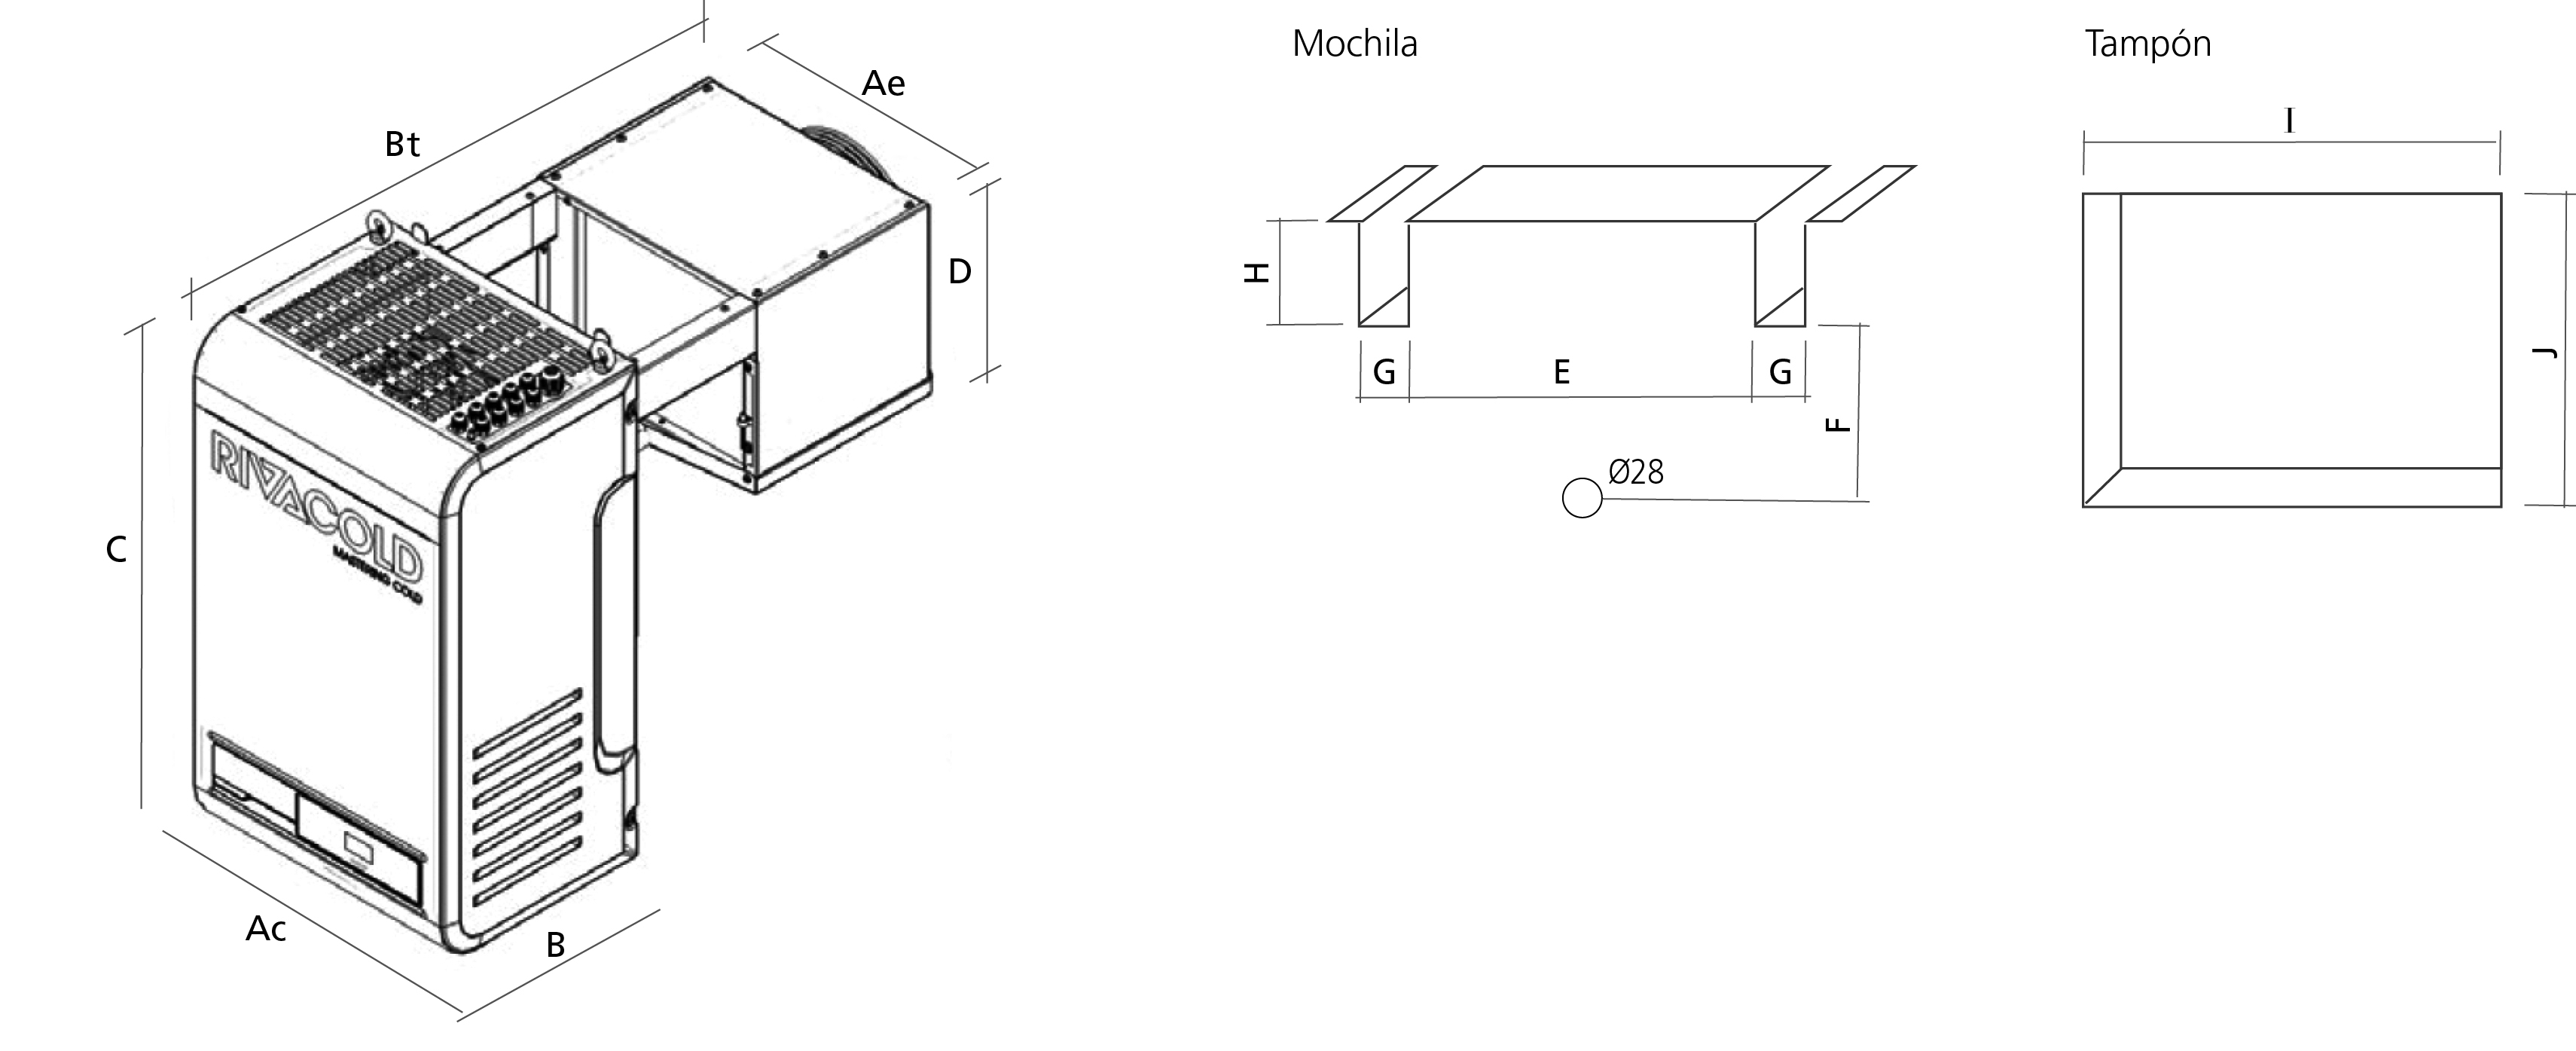 Bt
Ae
D
C
RIVACOLD
MASTERING COLD
Ac
B
Mochila
H
G
E
G
F
Ø28
Tampón
I
J